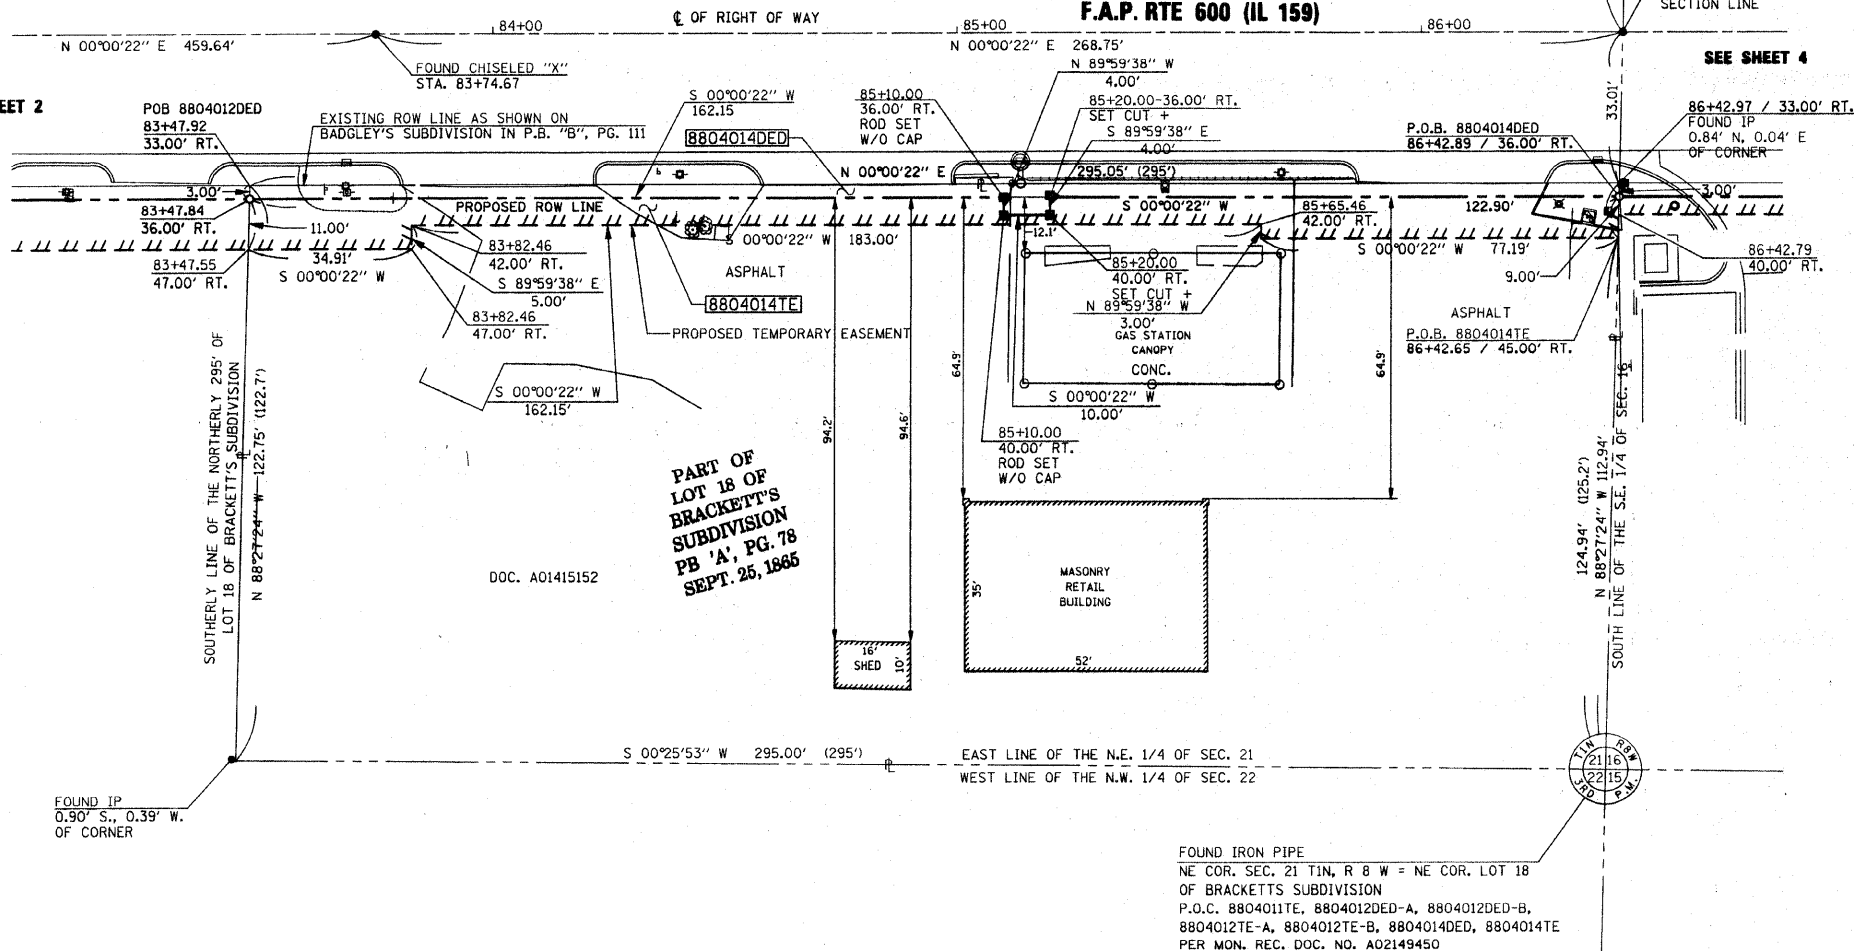 SECTION LINE
℄ OF RIGHT OF WAY
F.A.P. RTE 600 (IL 159)
84+00
85+00
86+00
N 00°00'22" E 459.64'
N 00°00'22" E 268.75'
FOUND CHISELED "X"
STA. 83+74.67
N 89°59'38" W
4.00'
SEE SHEET 4
33.01'
EET 2
POB 8804012DED
83+47.92
33.00' RT.
EXISTING ROW LINE AS SHOWN ON
BADGLEY'S SUBDIVISION IN P.B. "B", PG. 111
S 00°00'22" W
162.15
8804014DED
85+10.00
36.00' RT.
ROD SET
W/O CAP
85+20.00-36.00' RT.
SET CUT +
S 89°59'38" E
4.00'
P.O.B. 8804014DED
86+42.89 / 36.00' RT.
86+42.97 / 33.00' RT.
FOUND IP
0.84' N, 0.04' E
OF CORNER
N 00°00'22" E
295.05' (295')
3.00'
3.00'
83+47.84
36.00' RT.
11.00'
PROPOSED ROW LINE
S 00°00'22" W
122.90'
85+65.46
42.00' RT.
83+47.55
47.00' RT.
34.91'
S 00°00'22" W
83+82.46
42.00' RT.
S 89°59'38" E
5.00'
83+82.46
47.00' RT.
S 00°00'22" W 183.00'
ASPHALT
8804014TE
PROPOSED TEMPORARY EASEMENT
12.1'
85+20.00
40.00' RT.
SET CUT +
N 89°59'38" W
3.00'
S 00°00'22" W 77.19'
9.00'
86+42.79
40.00' RT.
ASPHALT
P.O.B. 8804014TE
86+42.65 / 45.00' RT.
GAS STATION
CANOPY
CONC.
S 00°00'22" W
162.15'
S 00°00'22" W
10.00'
85+10.00
40.00' RT.
ROD SET
W/O CAP
94.2'
94.6'
64.9'
64.9'
SOUTHERLY LINE OF THE NORTHERLY 295' OF
LOT 18 OF BRACKETT'S SUBDIVISION
N 88°27'24" W 122.75' (122.7')
PART OF
LOT 18 OF
BRACKETT'S
SUBDIVISION
PB 'A', PG. 78
SEPT. 25, 1865
DOC. A01415152
MASONRY
RETAIL
BUILDING
35'
52'
16'
SHED
10'
124.94' (125.2')
N 88°27'24" W 112.94'
SOUTH LINE OF THE S.E. 1/4 OF SEC. 16
S 00°25'53" W 295.00' (295')
EAST LINE OF THE N.E. 1/4 OF SEC. 21
WEST LINE OF THE N.W. 1/4 OF SEC. 22
T1N R8W
21 16
22 15
3RD P.M.
FOUND IP
0.90' S., 0.39' W.
OF CORNER
FOUND IRON PIPE
NE COR. SEC. 21 T1N, R 8 W = NE COR. LOT 18
OF BRACKETTS SUBDIVISION
P.O.C. 8804011TE, 8804012DED-A, 8804012DED-B,
8804012TE-A, 8804012TE-B, 8804014DED, 8804014TE
PER MON. REC. DOC. NO. A02149450